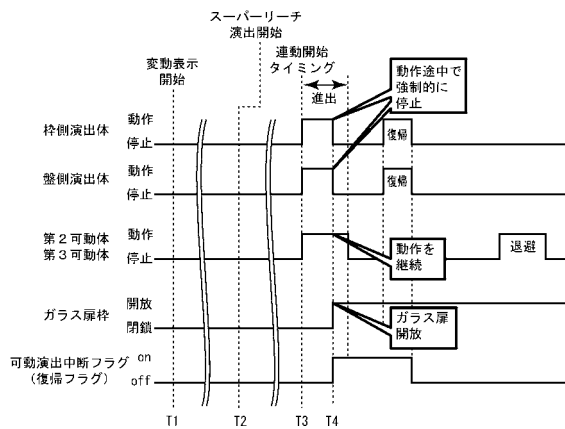 スーパーリーチ
演出開始
連動開始
タイミング
変動表示
開始
進出
動作途中で
強制的に
停止
枠側演出体
動作
停止
復帰
盤側演出体
動作
停止
復帰
第２可動体
第３可動体
動作
停止
動作を
継続
退避
ガラス扉枠
開放
閉鎖
ガラス扉
開放
可動演出中断フラグ
（復帰フラグ）
on
off
T1
T2
T3
T4